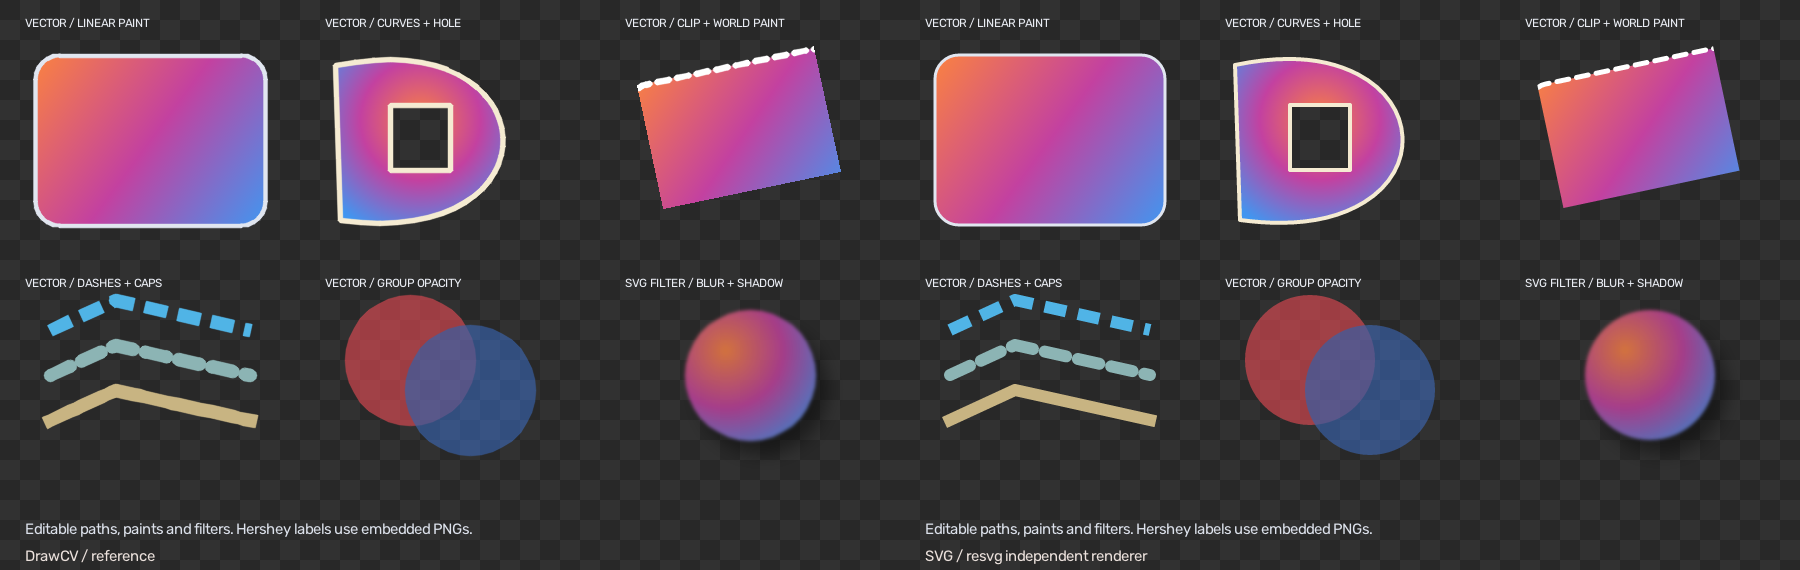 VECTOR / LINEAR PAINT
VECTOR / CURVES + HOLE
VECTOR / CLIP + WORLD PAINT
VECTOR / LINEAR PAINT
VECTOR / CURVES + HOLE
VECTOR / CLIP + WORLD PAINT
VECTOR / DASHES + CAPS
VECTOR / GROUP OPACITY
SVG FILTER / BLUR + SHADOW
VECTOR / DASHES + CAPS
VECTOR / GROUP OPACITY
SVG FILTER / BLUR + SHADOW
Editable paths, paints and filters. Hershey labels use embedded PNGs.
Editable paths, paints and filters. Hershey labels use embedded PNGs.
DrawCV / reference
SVG / resvg independent renderer